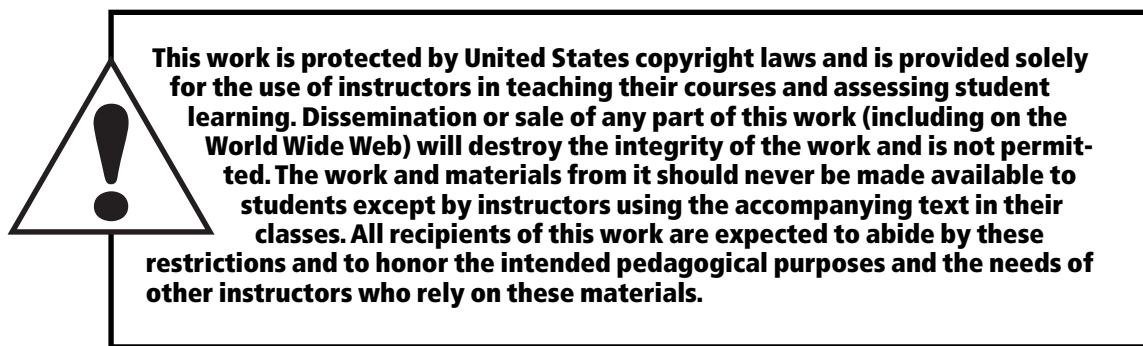 This work is protected by United States copyright laws and is provided solely
for the use of instructors in teaching their courses and assessing student
learning. Dissemination or sale of any part of this work (including on the
World Wide Web) will destroy the integrity of the work and is not permit-
ted. The work and materials from it should never be made available to
students except by instructors using the accompanying text in their
classes. All recipients of this work are expected to abide by these
restrictions and to honor the intended pedagogical purposes and the needs of
other instructors who rely on these materials.